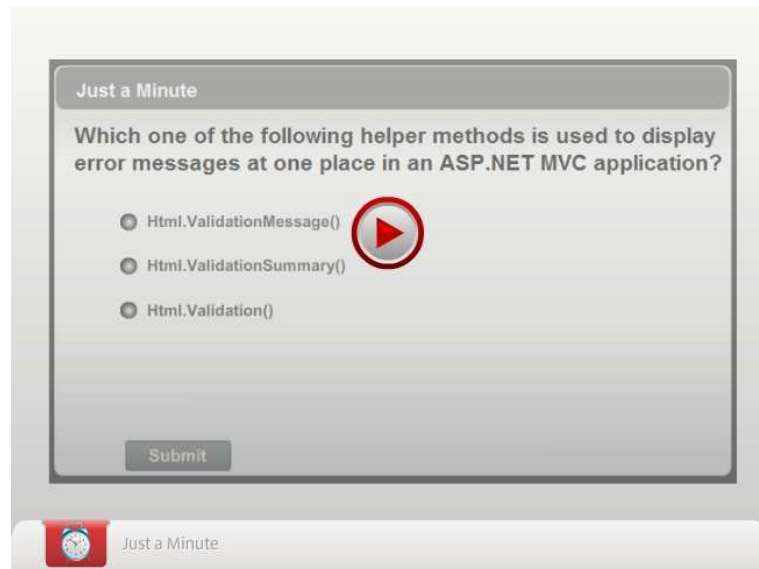 Just a Minute
Which one of the following helper methods is used to display
error messages at one place in an ASP.NET MVC application?
Html.ValidationMessage()
Html.ValidationSummary()
Html.Validation()
Submit
Just a Minute